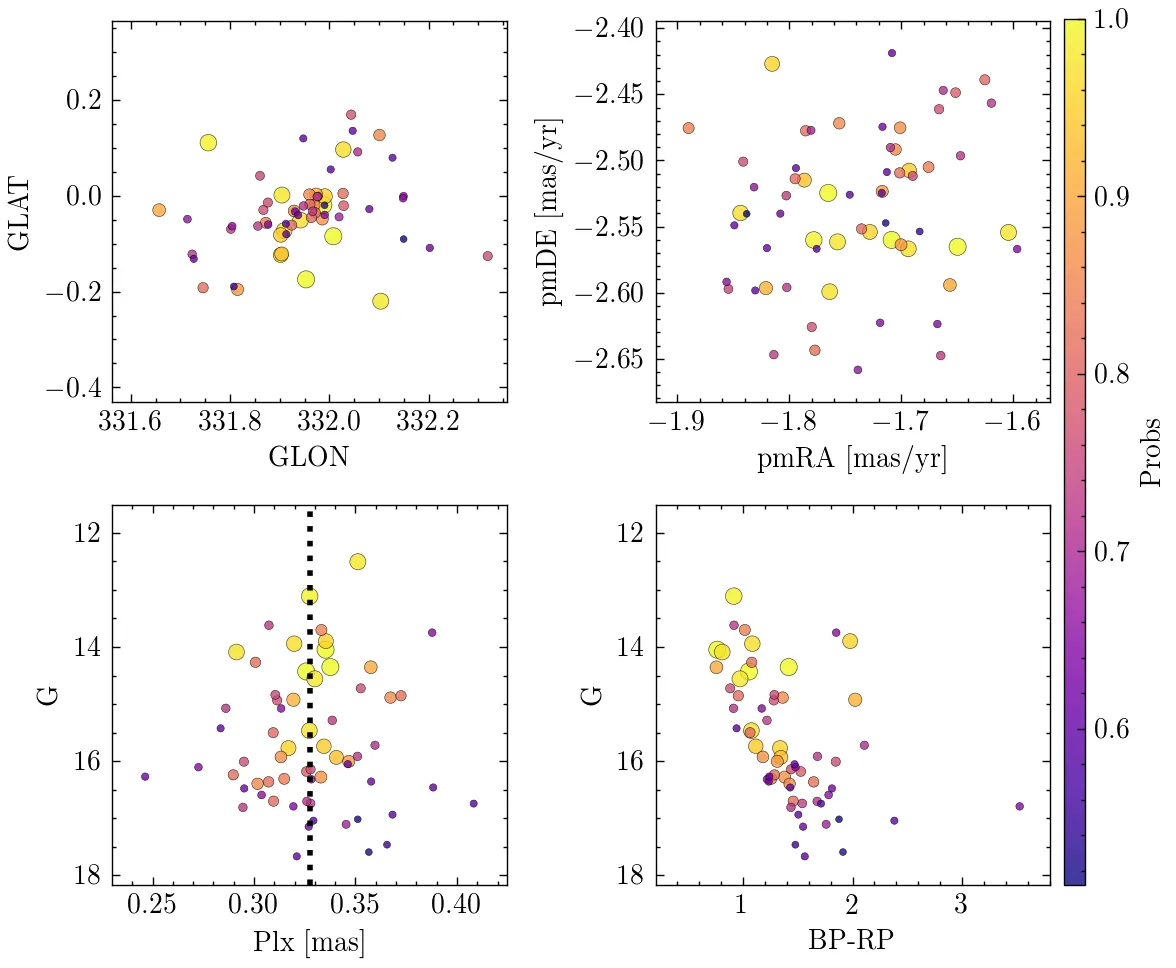 0.2
0.0
−0.2
−0.4
GLAT
331.6 331.8 332.0 332.2
GLON
−2.40
−2.45
−2.50
−2.55
−2.60
−2.65
pmDE [mas/yr]
−1.9 −1.8 −1.7 −1.6
pmRA [mas/yr]
12
14
16
18
G
0.25 0.30 0.35 0.40
Plx [mas]
12
14
16
18
G
1 2 3
BP-RP
1.0
0.9
0.8
0.7
0.6
Probs